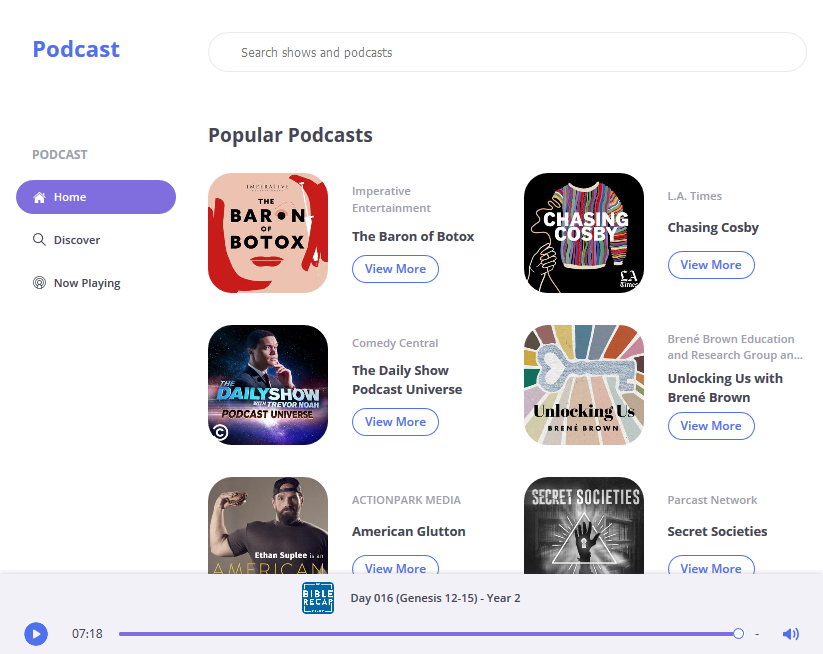 Podcast
Search shows and podcasts
PODCAST
Home
Discover
Now Playing
Popular Podcasts
IMPERATIVE
THE
BARON
OF
BOTOX
Imperative
Entertainment
The Baron of Botox
View More
CHASING
COSBY
LA
Times
L.A. Times
Chasing Cosby
View More
THE
DAILYSHOW
WITH TREVOR NOAH
PODCAST UNIVERSE
Comedy Central
The Daily Show
Podcast Universe
View More
Unlocking Us
BRENÉ BROWN
Brené Brown Education
and Research Group an...
Unlocking Us with
Brené Brown
View More
Ethan Suplee is an
AMERICAN
ACTIONPARK MEDIA
American Glutton
View More
SECRET SOCIETIES
Parcast Network
Secret Societies
View More
BIBLE
RECAP
Day 016 (Genesis 12-15) - Year 2
07:18
-